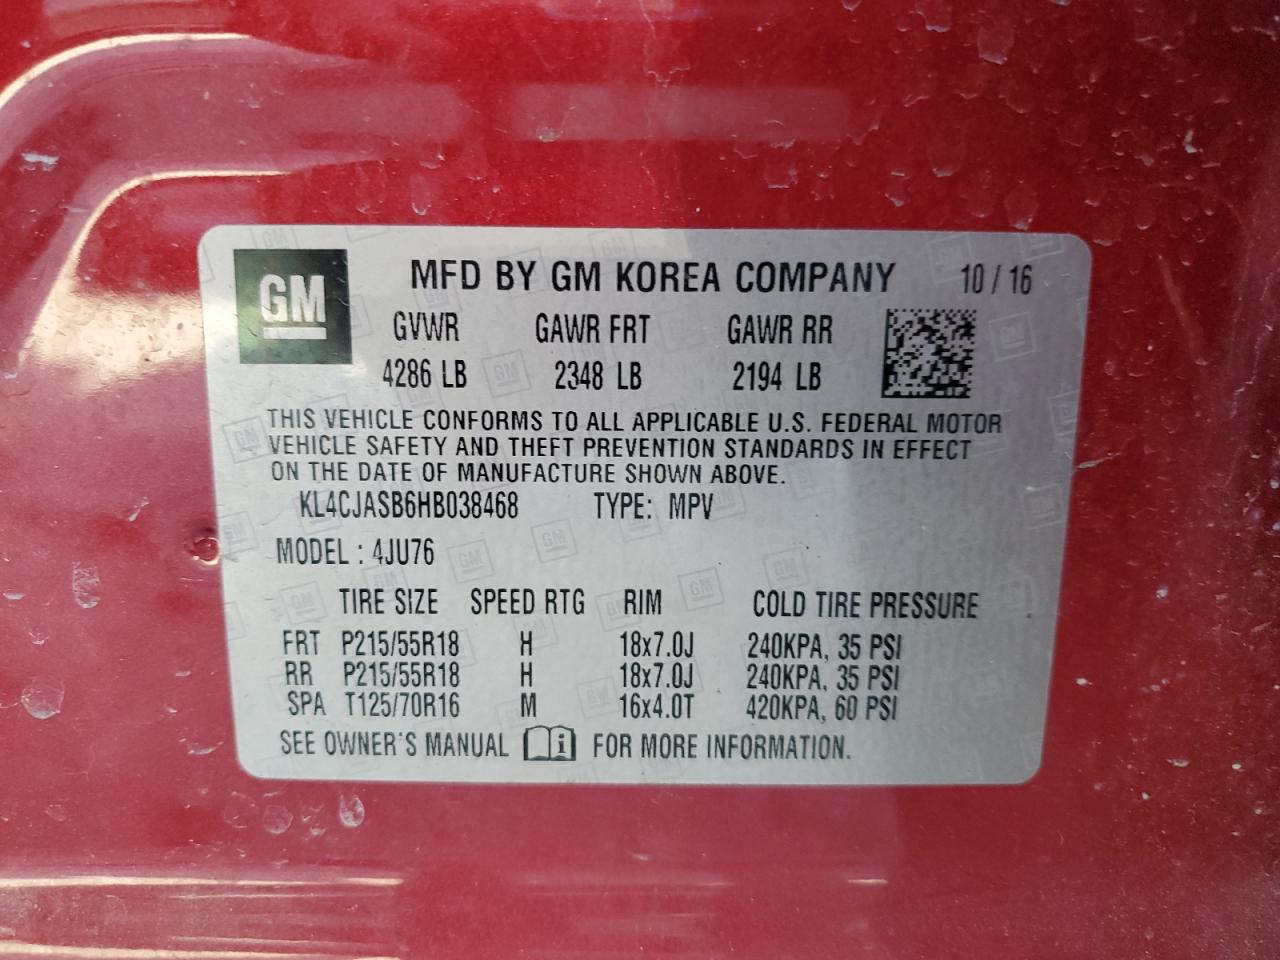 GM
MFD BY GM KOREA COMPANY 10 / 16
GVWR GAWR FRT GAWR RR
4286 LB 2348 LB 2194 LB
THIS VEHICLE CONFORMS TO ALL APPLICABLE U.S. FEDERAL MOTOR
VEHICLE SAFETY AND THEFT PREVENTION STANDARDS IN EFFECT
ON THE DATE OF MANUFACTURE SHOWN ABOVE.
KL4CJASB6HB038468 TYPE: MPV
MODEL : 4JU76
TIRE SIZE SPEED RTG RIM COLD TIRE PRESSURE
FRT P215/55R18 H 18x7.0J 240KPA, 35 PSI
RR P215/55R18 H 18x7.0J 240KPA, 35 PSI
SPA T125/70R16 M 16x4.0T 420KPA, 60 PSI
SEE OWNER'S MANUAL i FOR MORE INFORMATION.